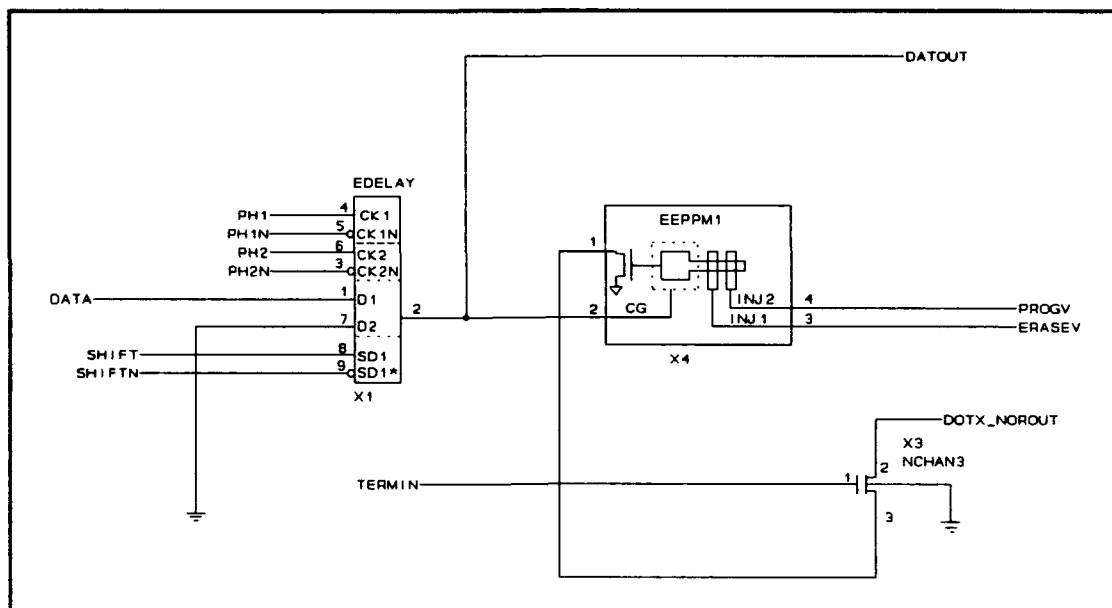 DATOUT
EDELAY
PH1 4 CK1
PH1N 5 CK1N
PH2 6 CK2
PH2N 3 CK2N
DATA 1 D1
7 D2
2
SHIFT 8 SD1
SHIFTN 9 SD1*
X1
EEPPM1
1
2 CG
INJ2 4 PROGV
INJ1 3 ERASEV
X4
DOTX_NOROUT
X3
NCHAN3
TERMIN 1 2
3